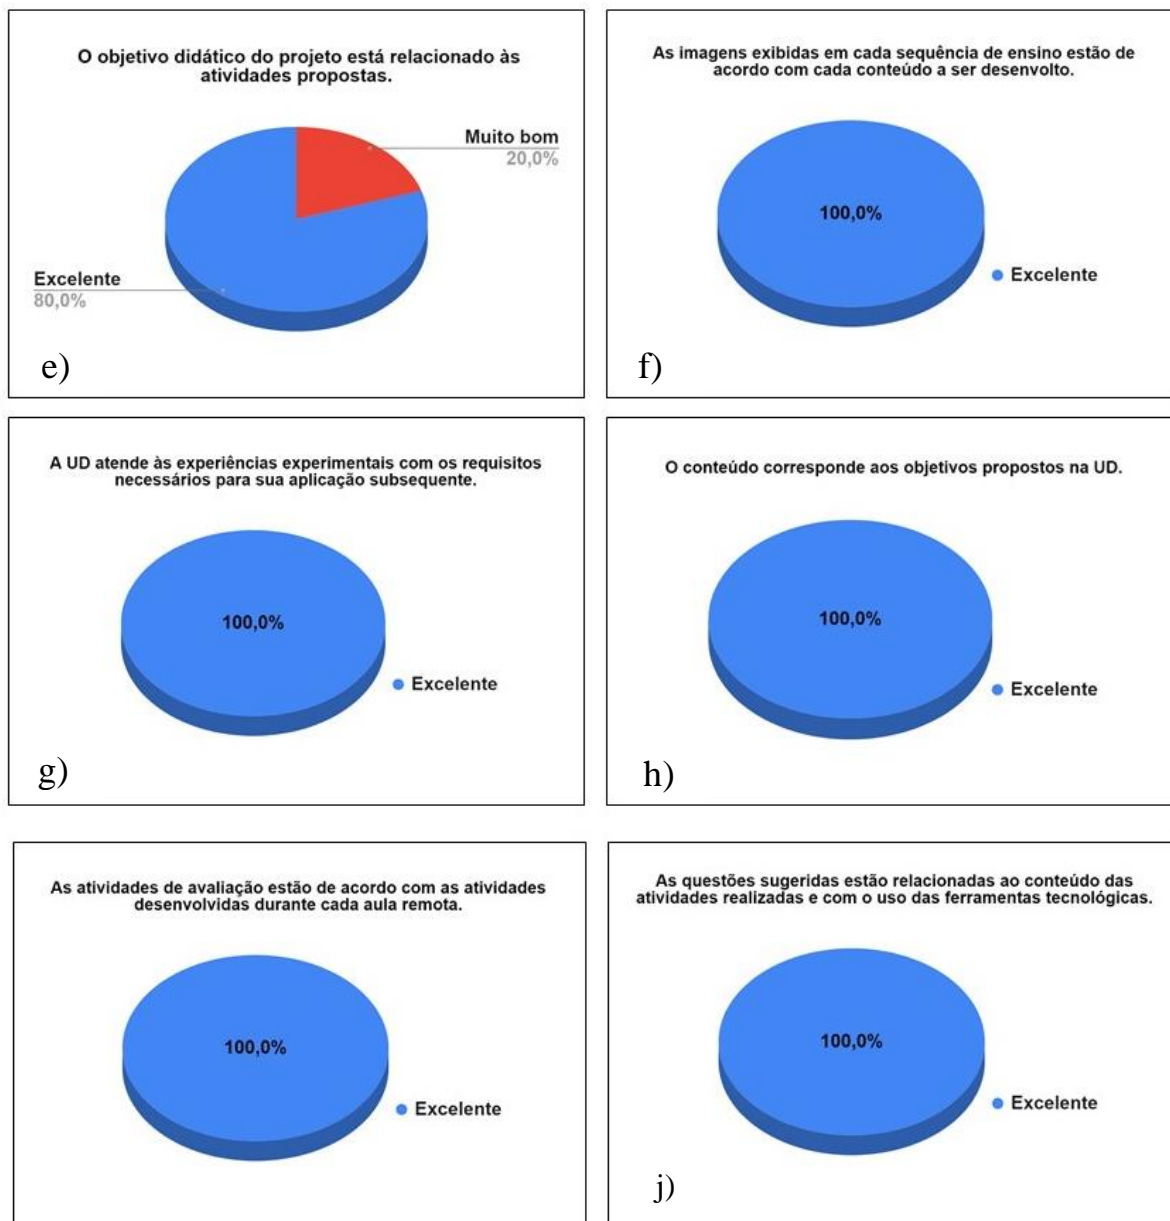 O objetivo didático do projeto está relacionado às
atividades propostas.
Muito bom
20,0%
Excelente
80,0%
e)
As imagens exibidas em cada sequência de ensino estão de
acordo com cada conteúdo a ser desenvolto.
100,0%
Excelente
f)
A UD atende às experiências experimentais com os requisitos
necessários para sua aplicação subsequente.
100,0%
Excelente
g)
O conteúdo corresponde aos objetivos propostos na UD.
100,0%
Excelente
h)
As atividades de avaliação estão de acordo com as atividades
desenvolvidas durante cada aula remota.
100,0%
Excelente
As questões sugeridas estão relacionadas ao conteúdo das
atividades realizadas e com o uso das ferramentas tecnológicas.
100,0%
Excelente
j)